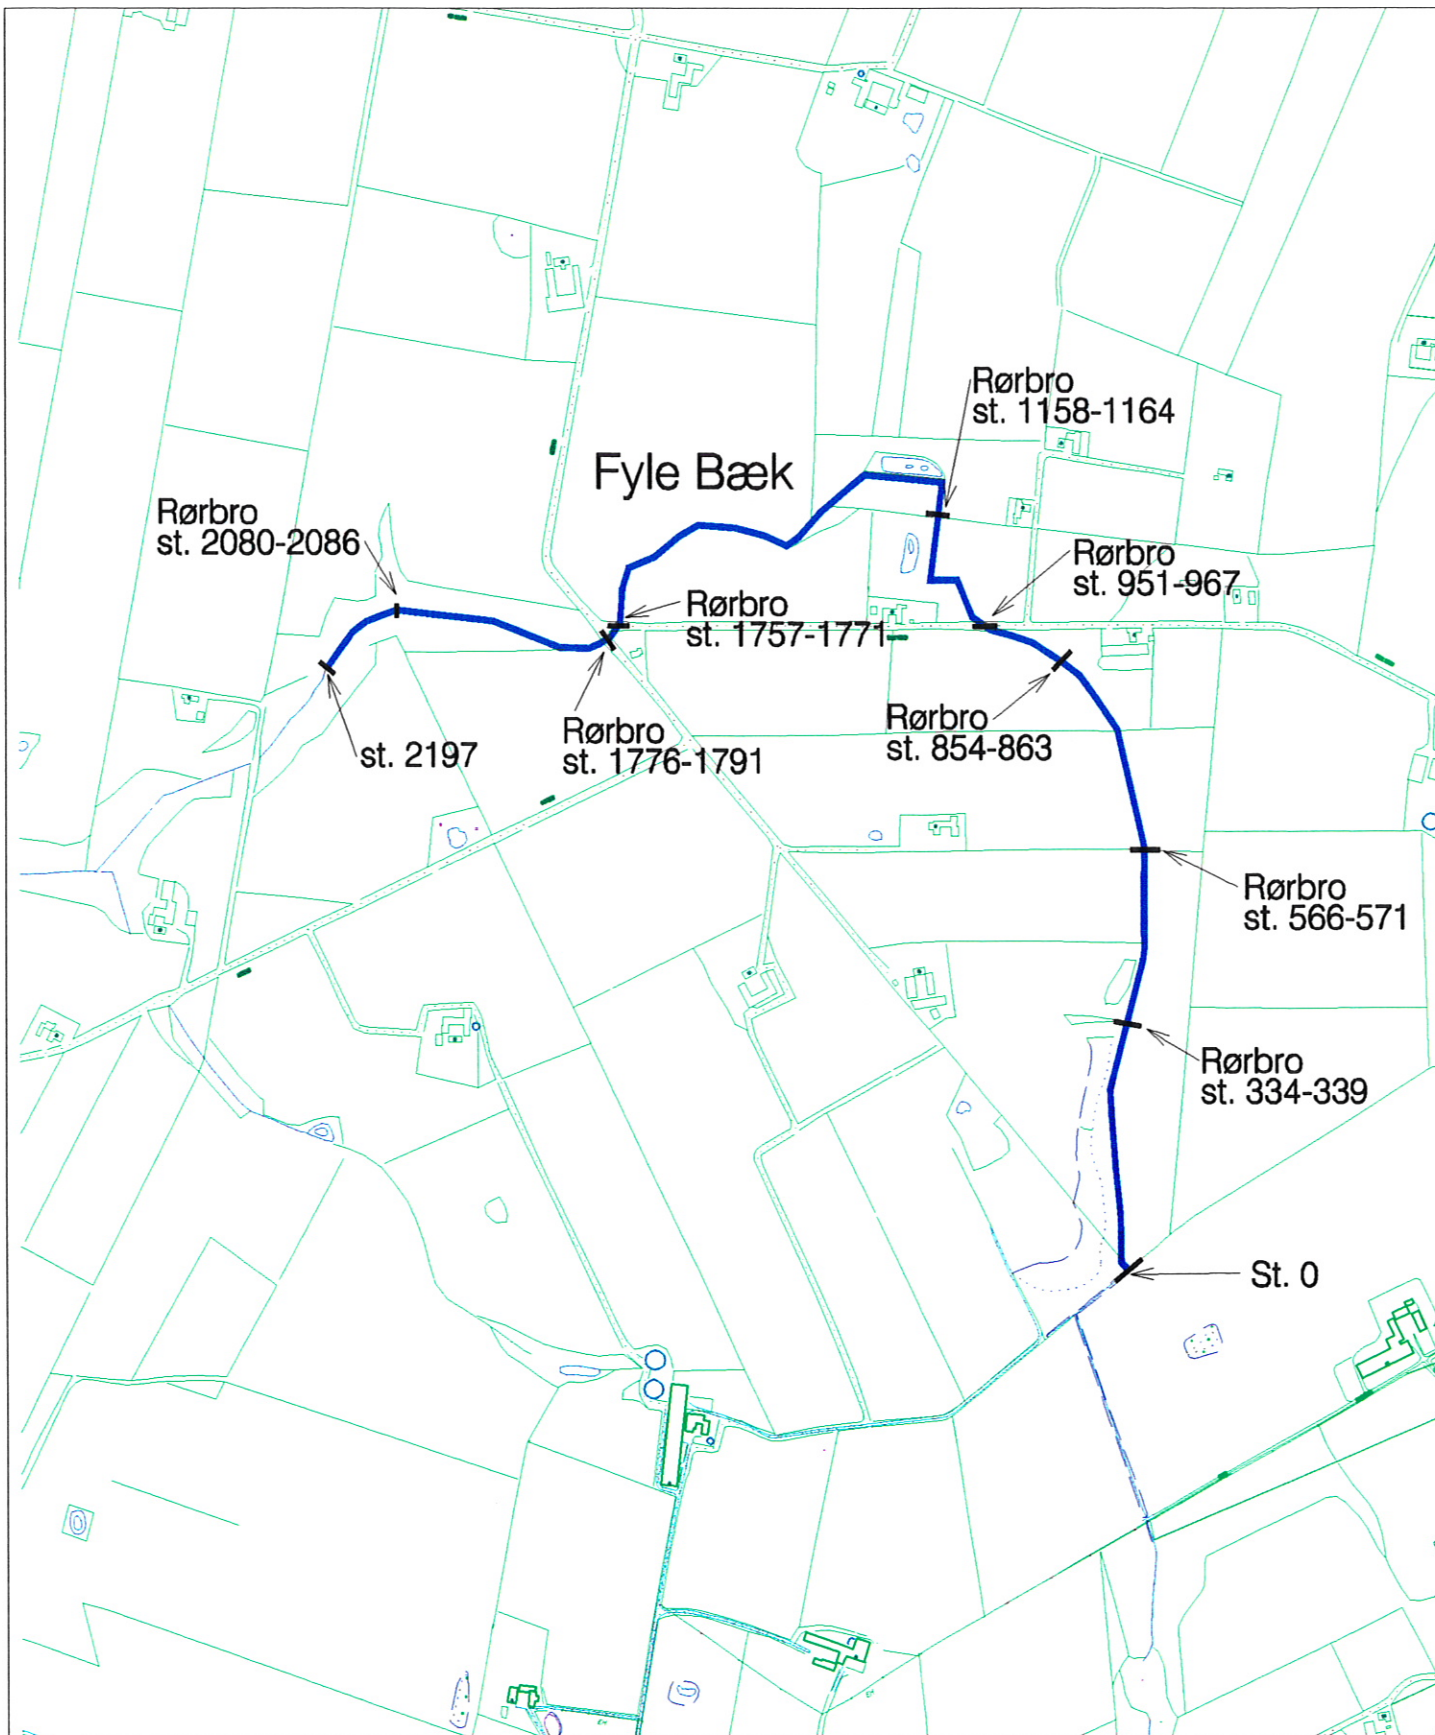 Rørbro
st. 1158-1164
Fyle Bæk
Rørbro
st. 2080-2086
Rørbro
st. 951-967
Rørbro
st. 1757-1771
Rørbro
st. 854-863
Rørbro
st. 1776-1791
st. 2197
Rørbro
st. 566-571
Rørbro
st. 334-339
St. 0